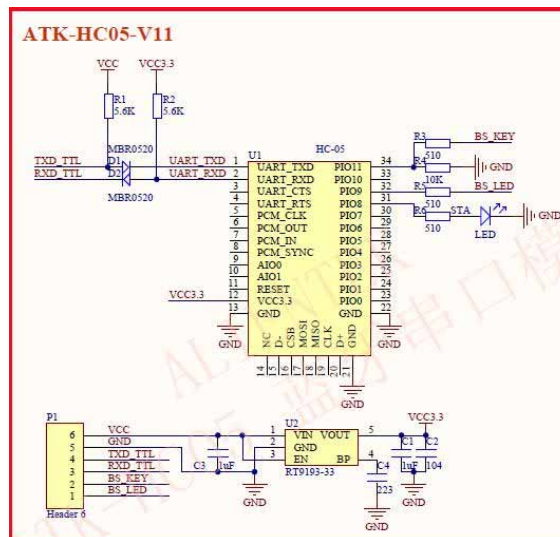 ATK-HC05-V11
VCC VCC3.3
R1 5.6K
R2 5.6K
MBR0520
D1
D2
MBR0520
TXD_TTL UART_TXD
RXD_TTL UART_RXD
U1 HC-05
1 UART_TXD PIO11 34
2 UART_RXD PIO10 33
3 UART_CTS PIO9 32
4 UART_RTS PIO8 31
5 PCM_CLK PIO7 30
6 PCM_OUT PIO6 29
7 PCM_IN PIO5 28
8 PCM_SYNC PIO4 27
9 AIO0 PIO3 26
10 AIO1 PIO2 25
11 RESET PIO1 24
12 VCC3.3 PIO0 23
13 GND GND 22
NC D- CSB MOSI MISO CLK D+ GND
14 15 16 17 18 19 20 21
VCC3.3
GND
GND
GND
R3 BS_KEY
510
R4 GND
10K
R5 BS_LED
510
R6 STA
510
LED
GND
P1
6 VCC
5 GND
4 TXD_TTL
3 RXD_TTL
2 BS_KEY
1 BS_LED
Header 6
C3 1uF
U2
1 VIN VOUT 5
2 GND
3 EN BP 4
RT9193-33
GND
C4
223
GND
VCC3.3
C1 1uF
C2 104
GND